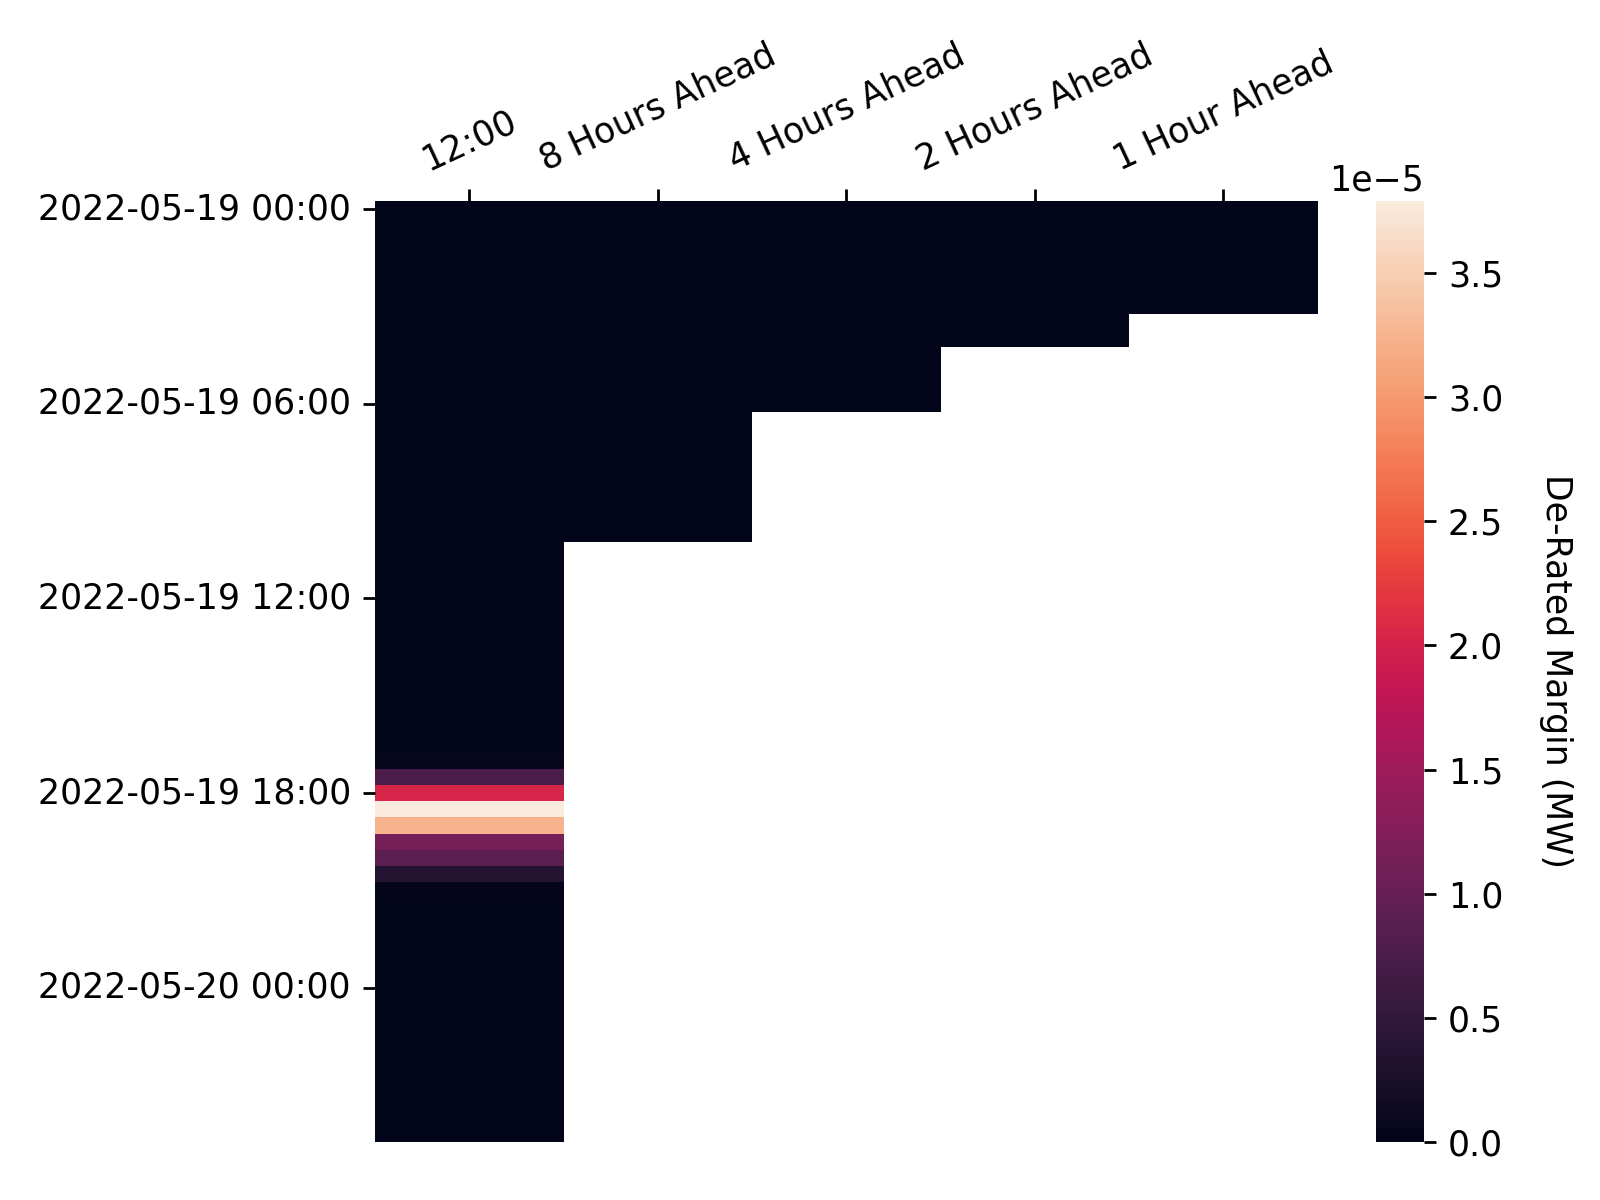 12:00
8 Hours Ahead
4 Hours Ahead
2 Hours Ahead
1 Hour Ahead
1e−5
2022-05-19 00:00
2022-05-19 06:00
2022-05-19 12:00
2022-05-19 18:00
2022-05-20 00:00
3.5
3.0
2.5
2.0
1.5
1.0
0.5
0.0
De-Rated Margin (MW)